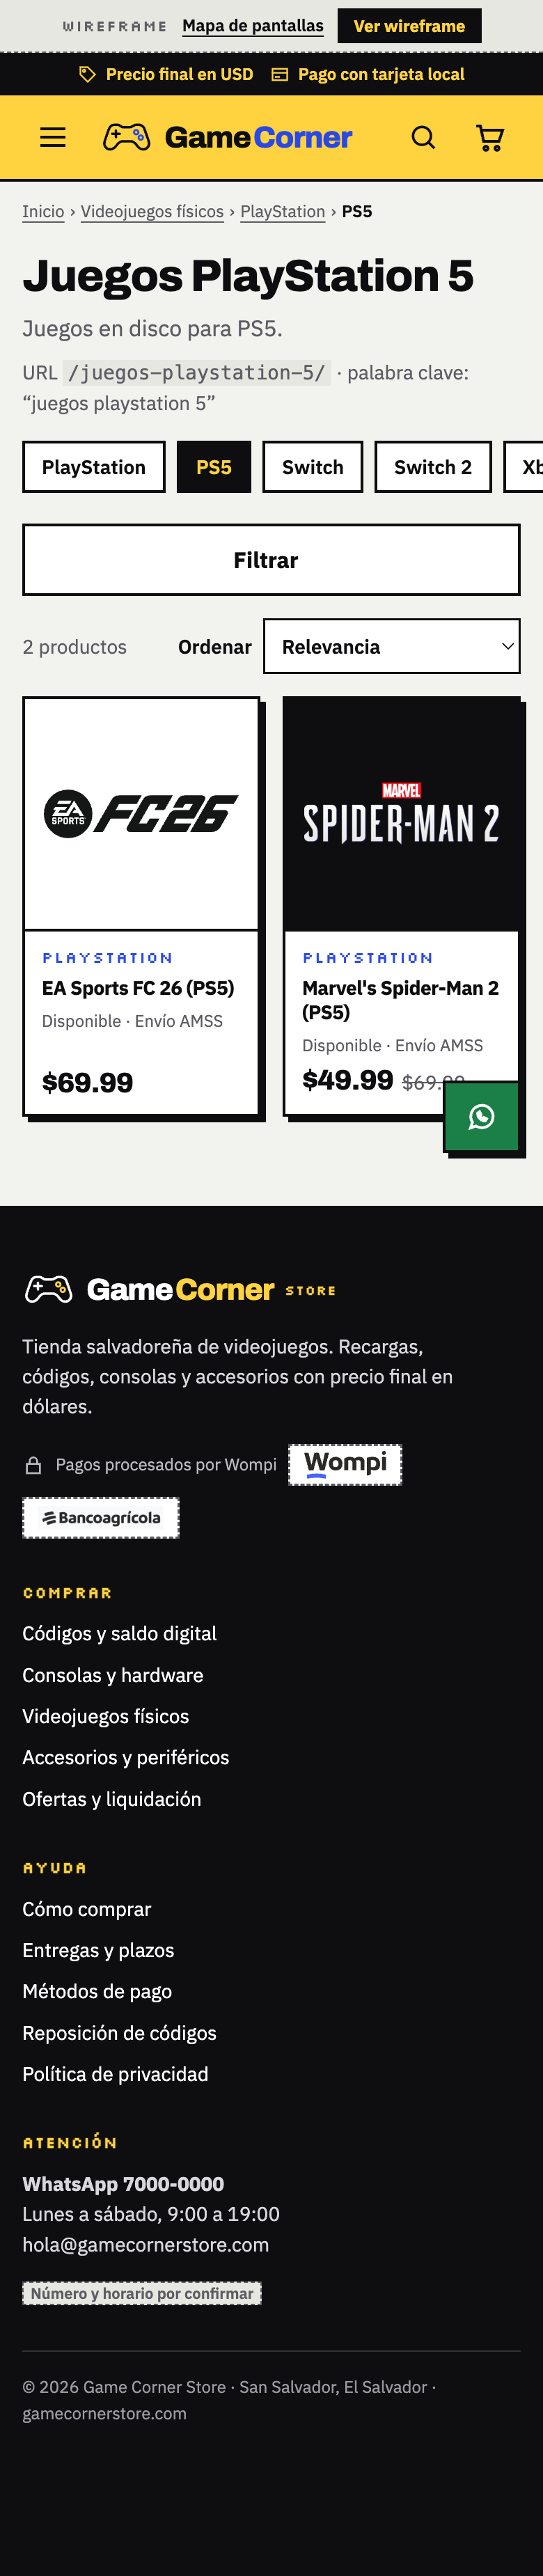 WIREFRAME Mapa de pantallas Ver wireframe
Precio final en USD Pago con tarjeta local
GameCorner
Inicio › Videojuegos físicos › PlayStation › PS5
Juegos PlayStation 5
Juegos en disco para PS5.
URL /juegos-playstation-5/ · palabra clave:
“juegos playstation 5”
PlayStation PS5 Switch Switch 2
Filtrar
2 productos Ordenar Relevancia
EA SPORTS FC26
PLAYSTATION
EA Sports FC 26 (PS5)
Disponible · Envío AMSS
$69.99
MARVEL
SPIDER-MAN 2
PLAYSTATION
Marvel's Spider-Man 2
(PS5)
Disponible · Envío AMSS
$49.99 $69.99
GameCorner STORE
Tienda salvadoreña de videojuegos. Recargas,
códigos, consolas y accesorios con precio final en
dólares.
Pagos procesados por Wompi Wompi
Bancoagrícola
COMPRAR
Códigos y saldo digital
Consolas y hardware
Videojuegos físicos
Accesorios y periféricos
Ofertas y liquidación
AYUDA
Cómo comprar
Entregas y plazos
Métodos de pago
Reposición de códigos
Política de privacidad
ATENCIÓN
WhatsApp 7000-0000
Lunes a sábado, 9:00 a 19:00
hola@gamecornerstore.com
Número y horario por confirmar
© 2026 Game Corner Store · San Salvador, El Salvador ·
gamecornerstore.com